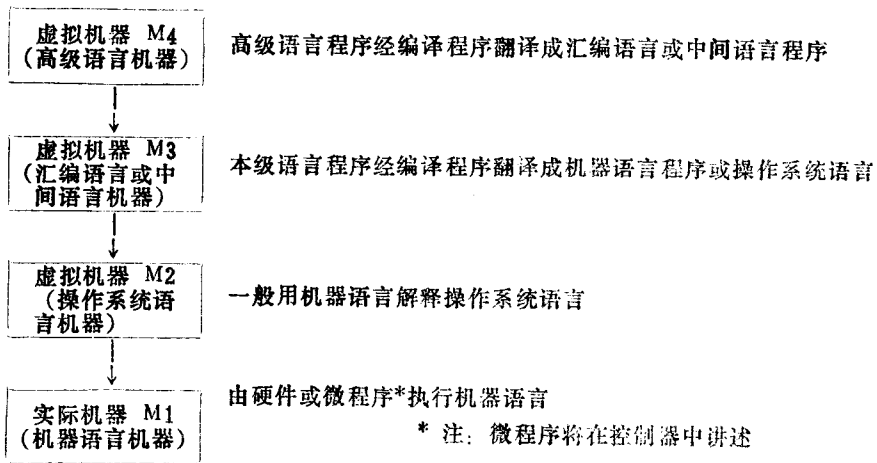 虚拟机器 M4
(高级语言机器)
高级语言程序经编译程序翻译成汇编语言或中间语言程序
虚拟机器 M3
(汇编语言或中
间语言机器)
本级语言程序经编译程序翻译成机器语言程序或操作系统语言
虚拟机器 M2
(操作系统语
言机器)
一般用机器语言解释操作系统语言
实际机器 M1
(机器语言机器)
由硬件或微程序*执行机器语言
* 注: 微程序将在控制器中讲述